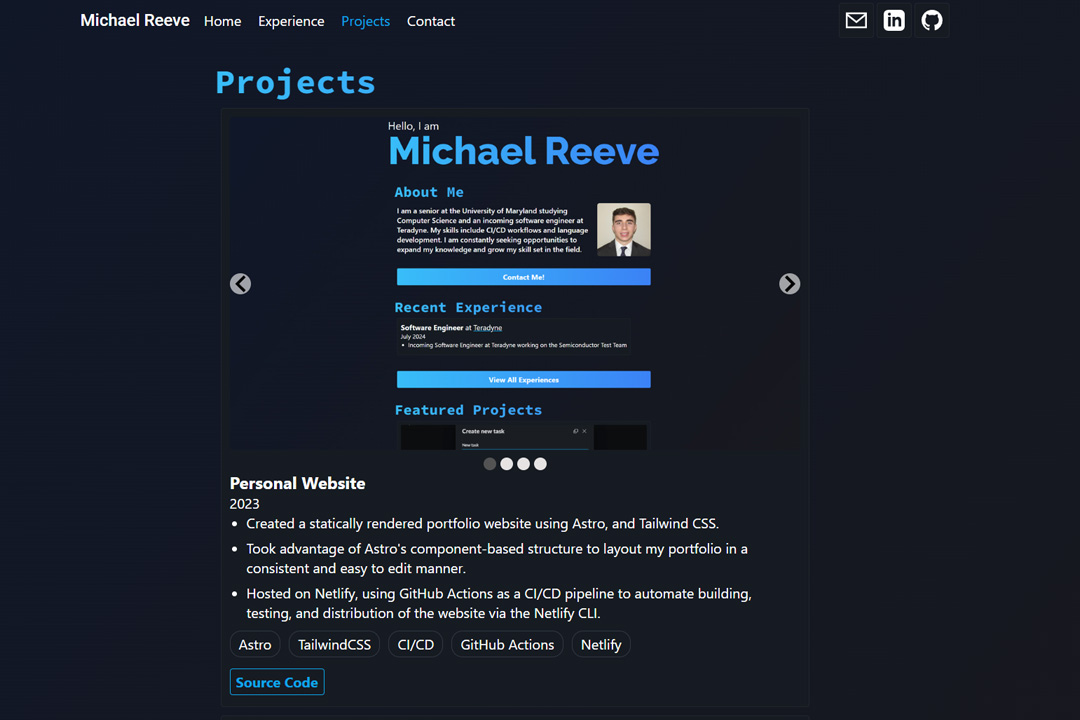 Michael Reeve Home Experience Projects Contact
Projects
Hello, I am
Michael Reeve
About Me
I am a senior at the University of Maryland studying
Computer Science and an incoming software engineer at
Teradyne. My skills include CI/CD workflows and language
development. I am constantly seeking opportunities to
expand my knowledge and grow my skill set in the field.
Contact Me!
Recent Experience
Software Engineer at Teradyne
July 2024
• Incoming Software Engineer at Teradyne working on the Semiconductor Test Team
View All Experiences
Featured Projects
Create new task
New task
Personal Website
2023
• Created a statically rendered portfolio website using Astro, and Tailwind CSS.
• Took advantage of Astro's component-based structure to layout my portfolio in a
consistent and easy to edit manner.
• Hosted on Netlify, using GitHub Actions as a CI/CD pipeline to automate building,
testing, and distribution of the website via the Netlify CLI.
Astro TailwindCSS CI/CD GitHub Actions Netlify
Source Code